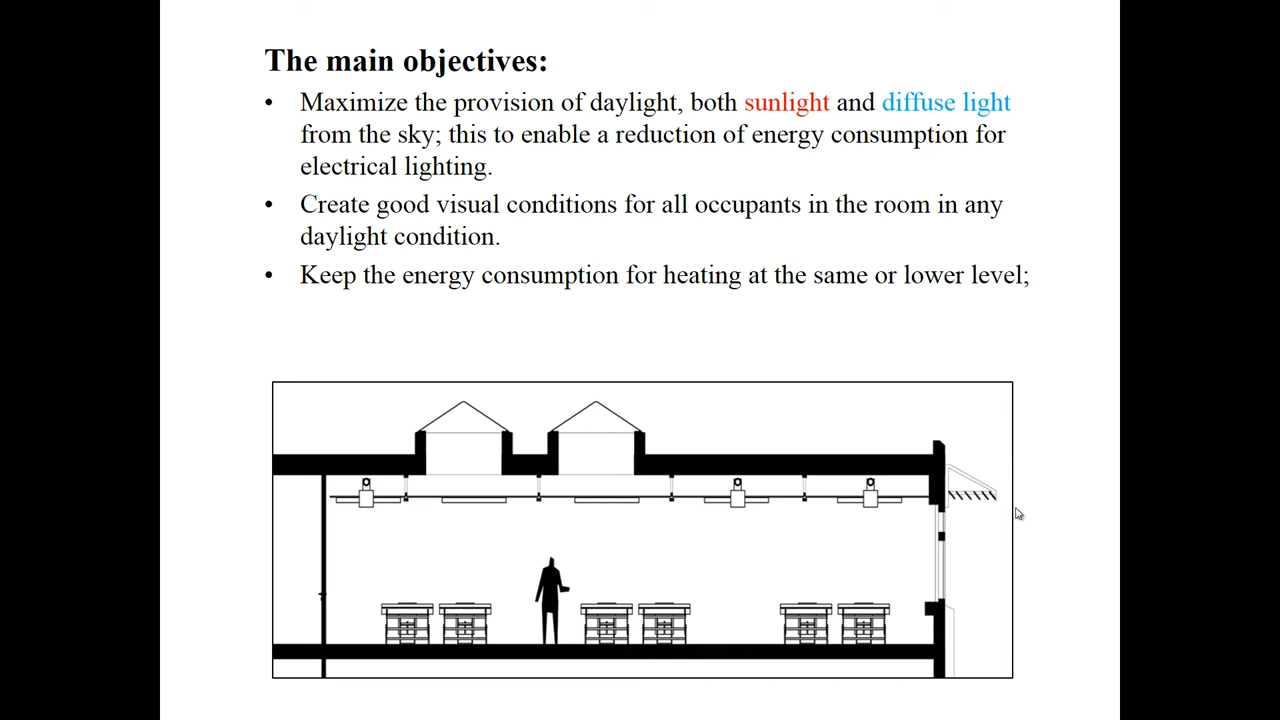 The main objectives:
• Maximize the provision of daylight, both sunlight and diffuse light
from the sky; this to enable a reduction of energy consumption for
electrical lighting.
• Create good visual conditions for all occupants in the room in any
daylight condition.
• Keep the energy consumption for heating at the same or lower level;